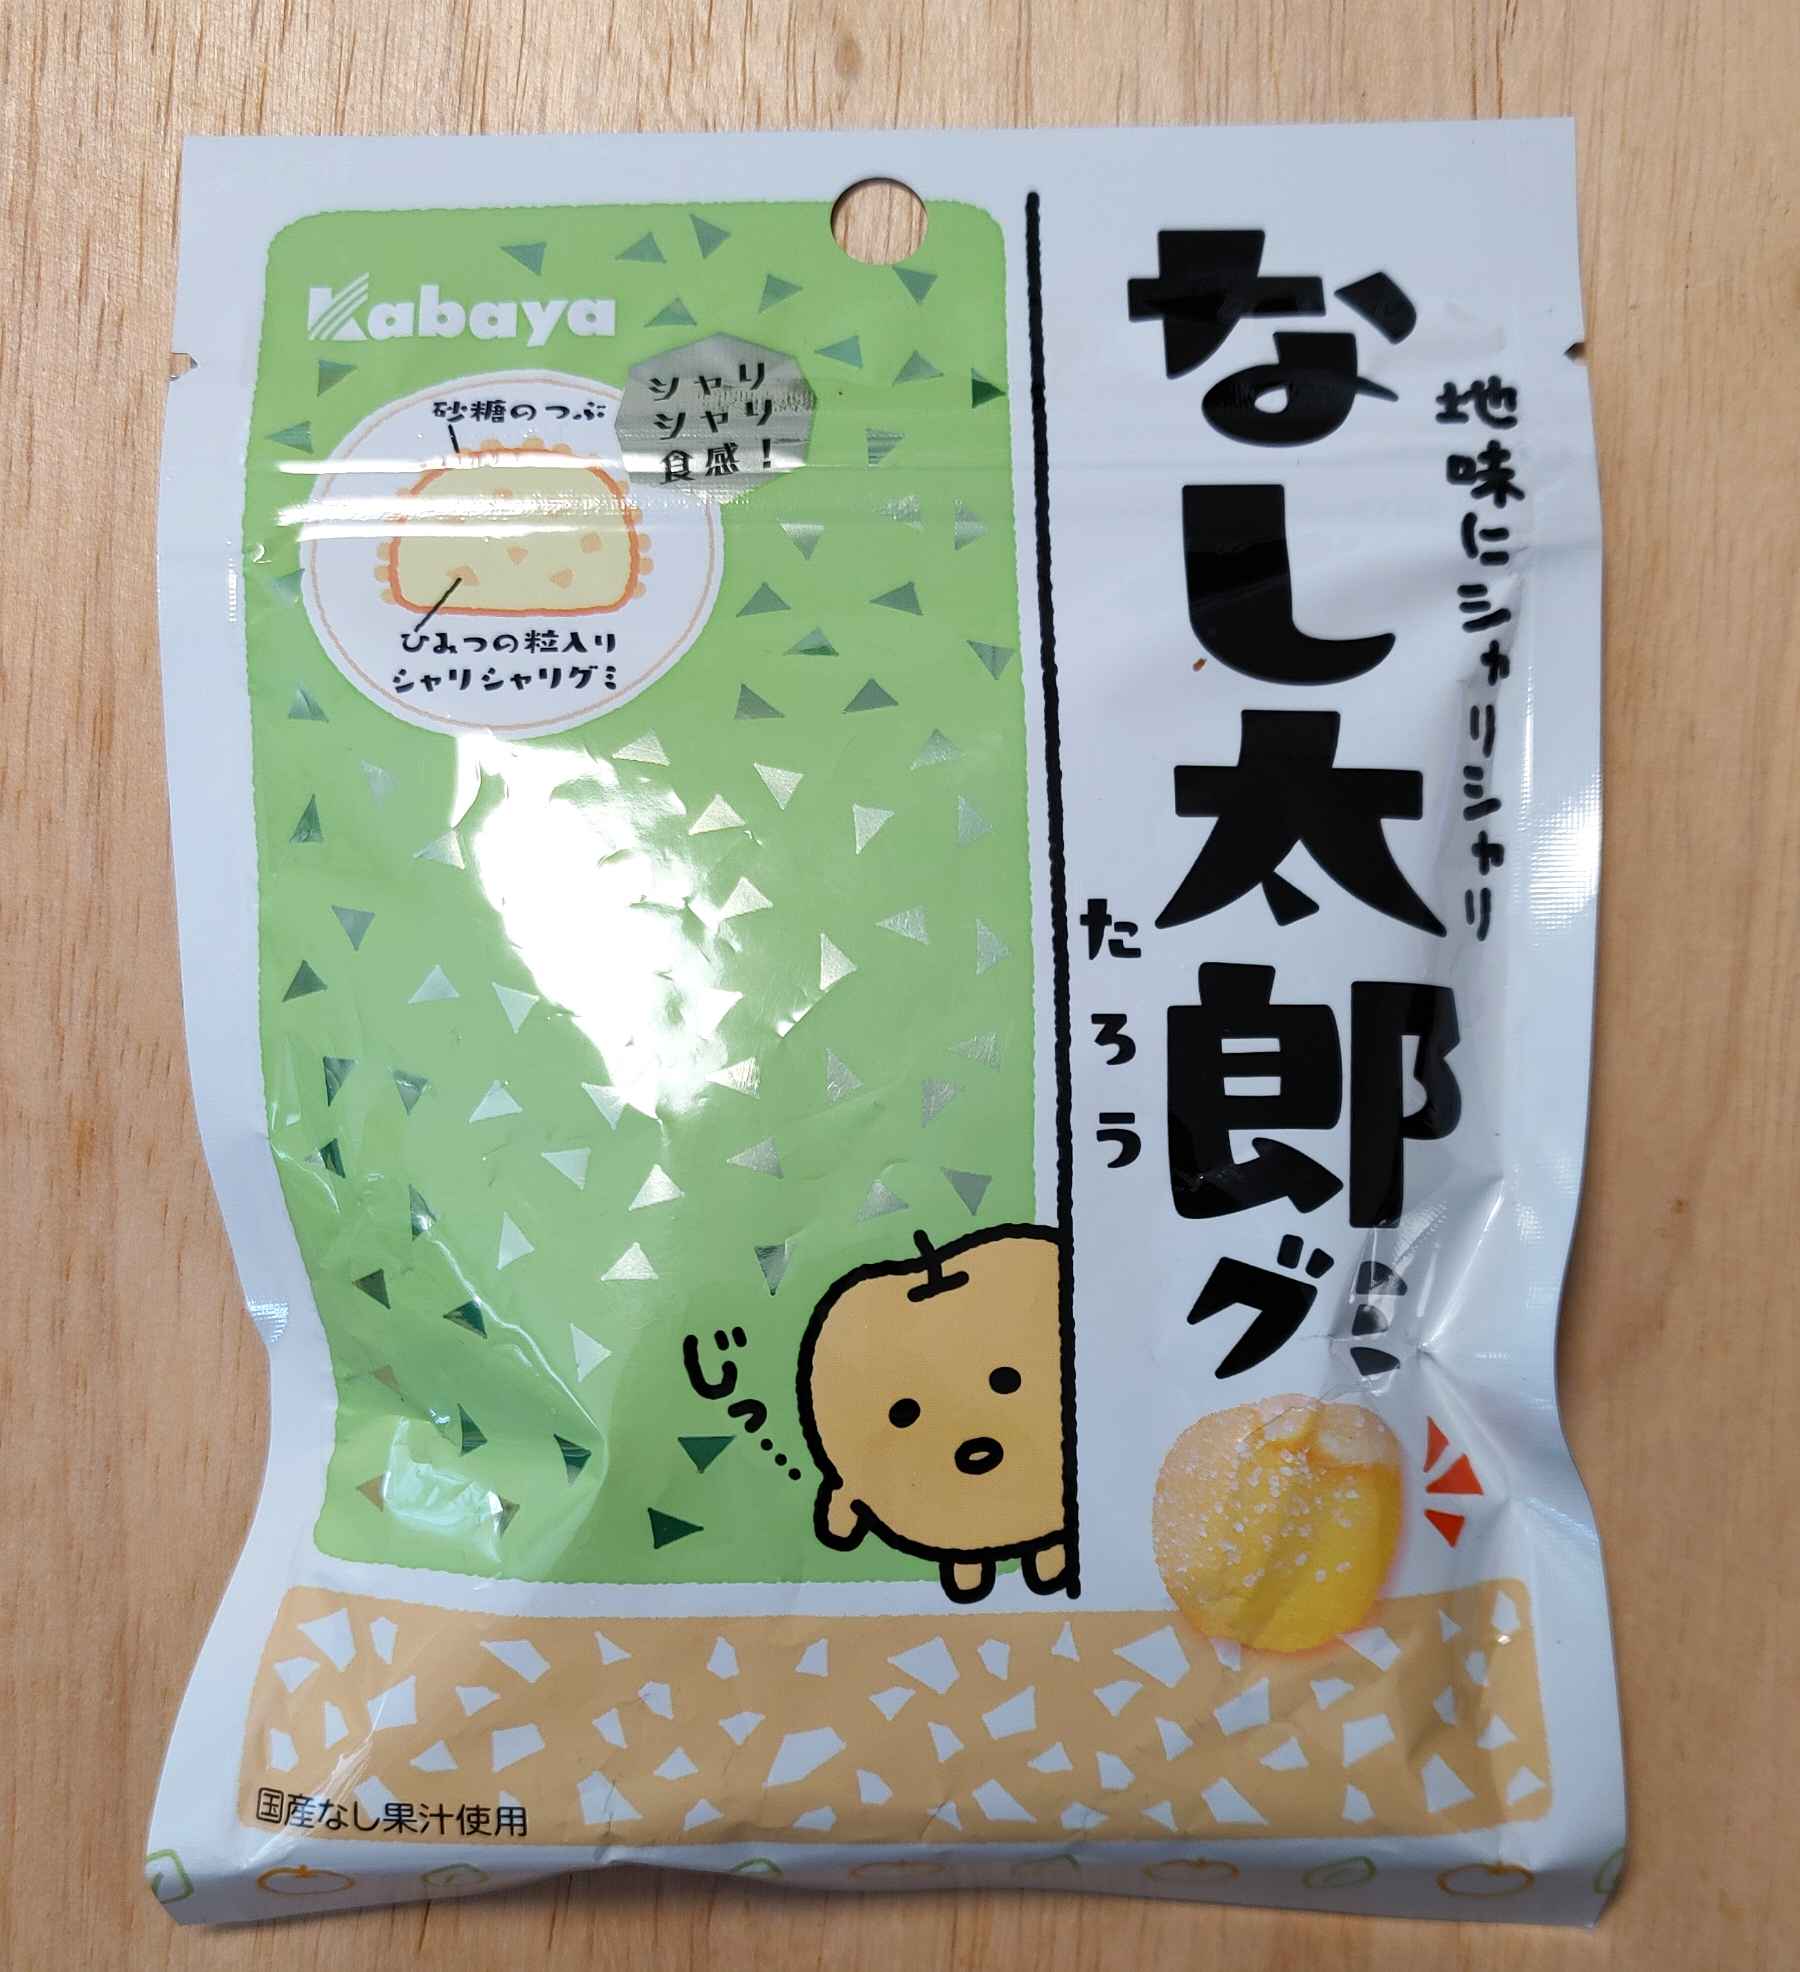 Kabaya
砂糖のつぶ
シャリ
シャリ
食感！
ひみつの粒入り
シャリシャリグミ
なし太郎グミ
たろう
地味にシャリシャリ
じっ…
国産なし果汁使用